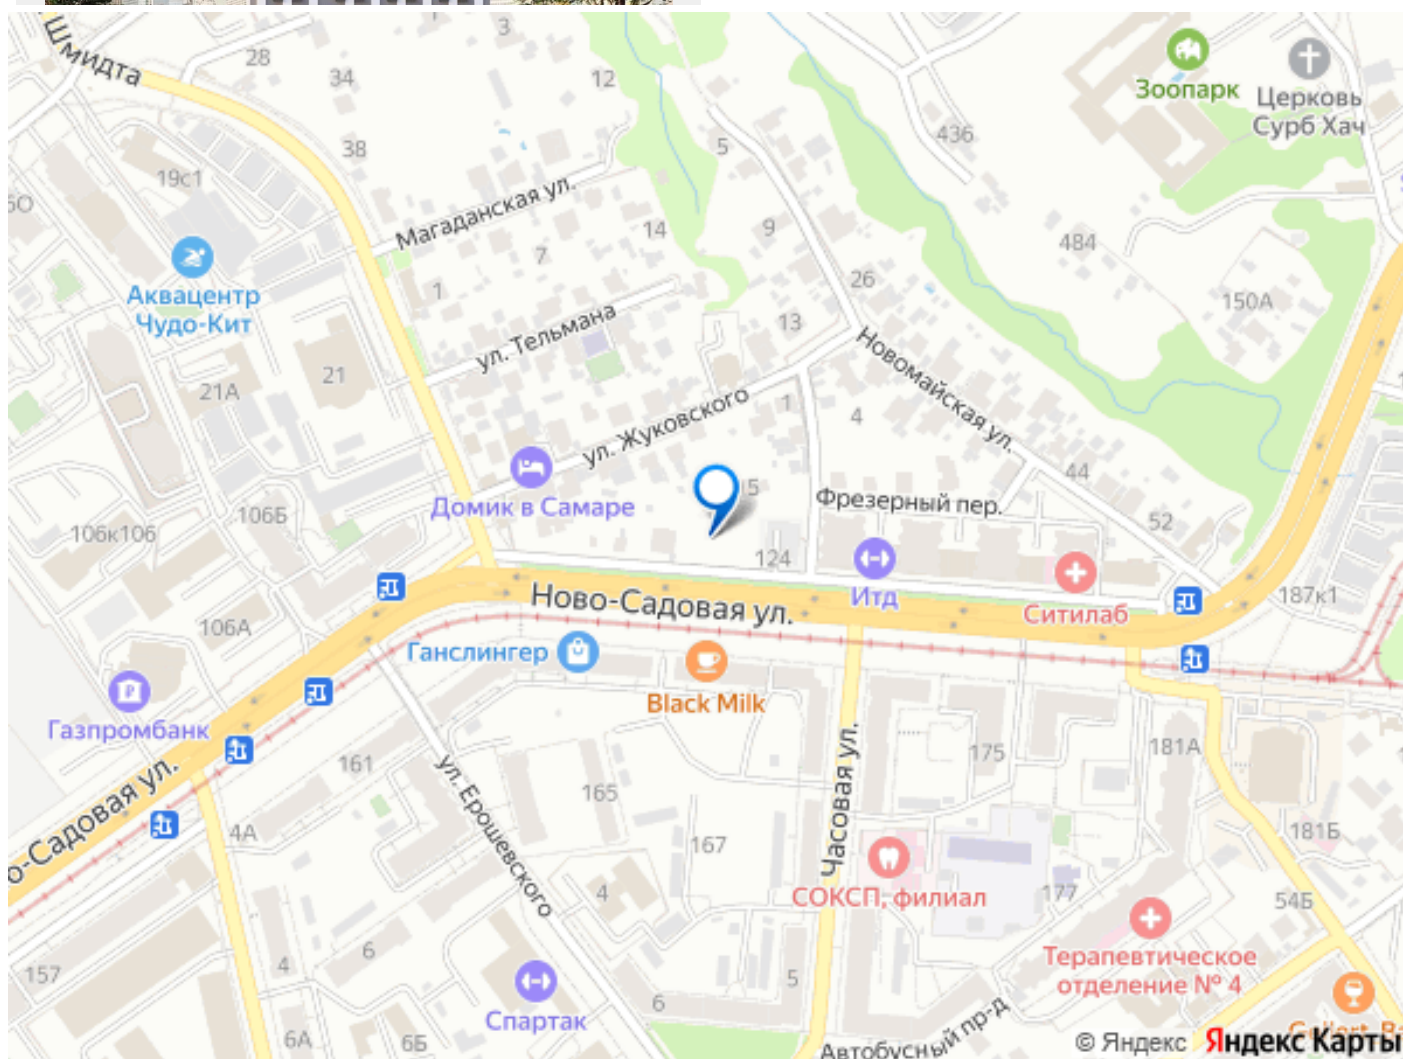 3
Шмидта
28
34
12
Зоопарк
Церковь
Сурб Хач
436
38
5
19с1
60
Магаданская ул.
14
9
484
7
26
Аквацентр
Чудо-Кит
1
150А
ул. Тельмана
13
Новомайская ул.
21
21А
ул. Жуковского
1
4
44
Домик в Самаре
5
Фрезерный пер.
106Б
106к106
52
124
Итд
Ситилаб
187к1
Ново-Садовая ул.
106А
Ганслингер
Black Milk
Газпромбанк
161
175
181А
ул. Ерошевского
165
Часовая ул.
о-Садовая ул.
4А
167
181Б
СОКСП, филиал
177
4
54Б
6
4
157
Терапевтическое
отделение № 4
5
6
Спартак
6А
6Б
Автобусный пр-д
© Яндекс Яндекс Карты